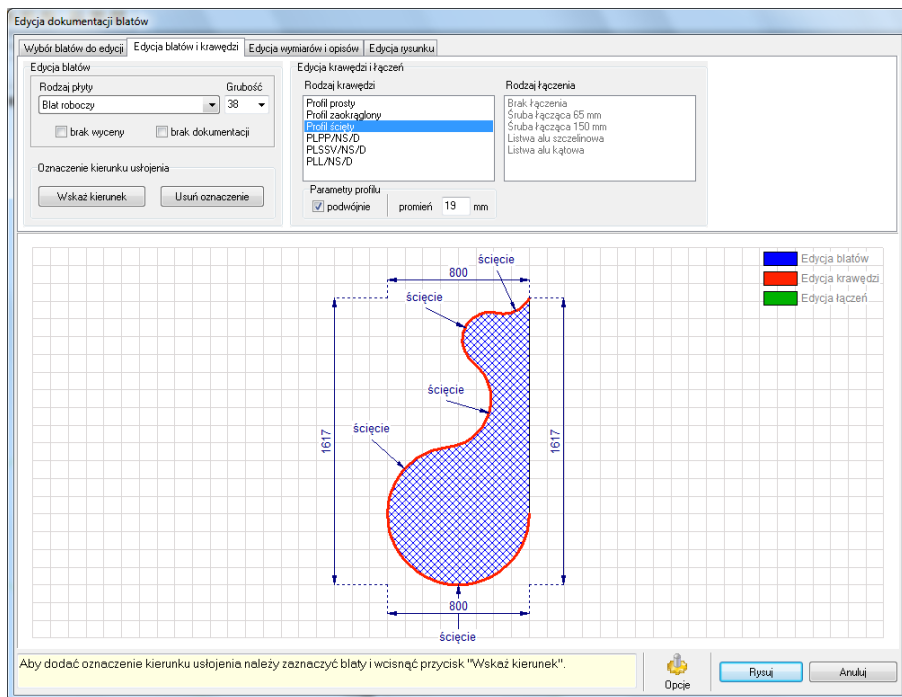 Edycja dokumentacji blatów
Wybór blatów do edycji
Edycja blatów i krawędzi
Edycja wymiarów i opisów
Edycja rysunku
Edycja blatów
Rodzaj płyty
Grubość
Blat roboczy
38
brak wyceny
brak dokumentacji
Oznaczenie kierunku usłojenia
Wskaż kierunek
Usuń oznaczenie
Edycja krawędzi i łączeń
Rodzaj krawędzi
Profil prosty
Profil zaokrąglony
Profil ścięty
PLPP/NS/D
PLSSV/NS/D
PLL/NS/D
Rodzaj łączenia
Brak łączenia
Śruba łącząca 65 mm
Śruba łącząca 150 mm
Listwa alu szczelinowa
Listwa alu kątowa
Parametry profilu
podwójnie
promień 19 mm
Edycja blatów
Edycja krawędzi
Edycja łączeń
ścięcie
800
ścięcie
ścięcie
ścięcie
1617
1617
800
ścięcie
Aby dodać oznaczenie kierunku usłojenia należy zaznaczyć blaty i wcisnąć przycisk "Wskaż kierunek".
Opcje
Rysuj
Anuluj